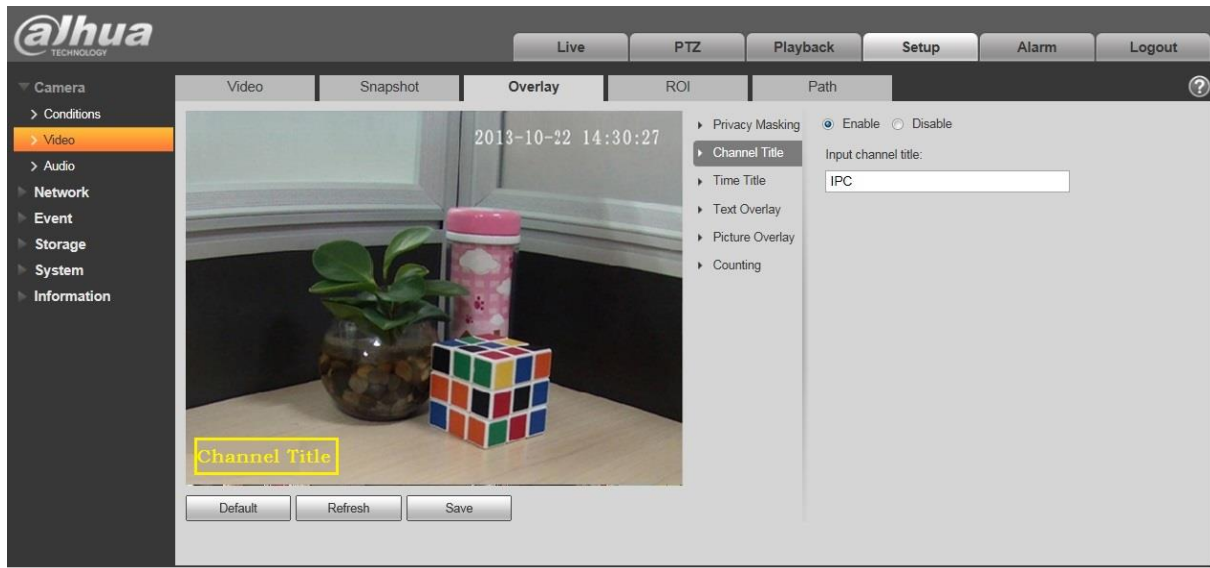 alhua
TECHNOLOGY
Live PTZ Playback Setup Alarm Logout
Camera
Conditions
Video
Audio
Network
Event
Storage
System
Information
Video Snapshot Overlay ROI Path
?
2013-10-22 14:30:27
Channel Title
Default Refresh Save
Privacy Masking
Channel Title
Time Title
Text Overlay
Picture Overlay
Counting
Enable Disable
Input channel title:
IPC